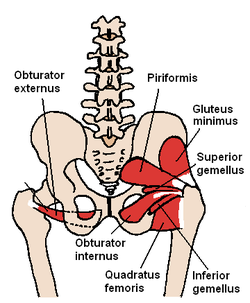 Obturator
externus
Piriformis
Gluteus
minimus
Superior
gemellus
Obturator
internus
Quadratus
femoris
Inferior
gemellus